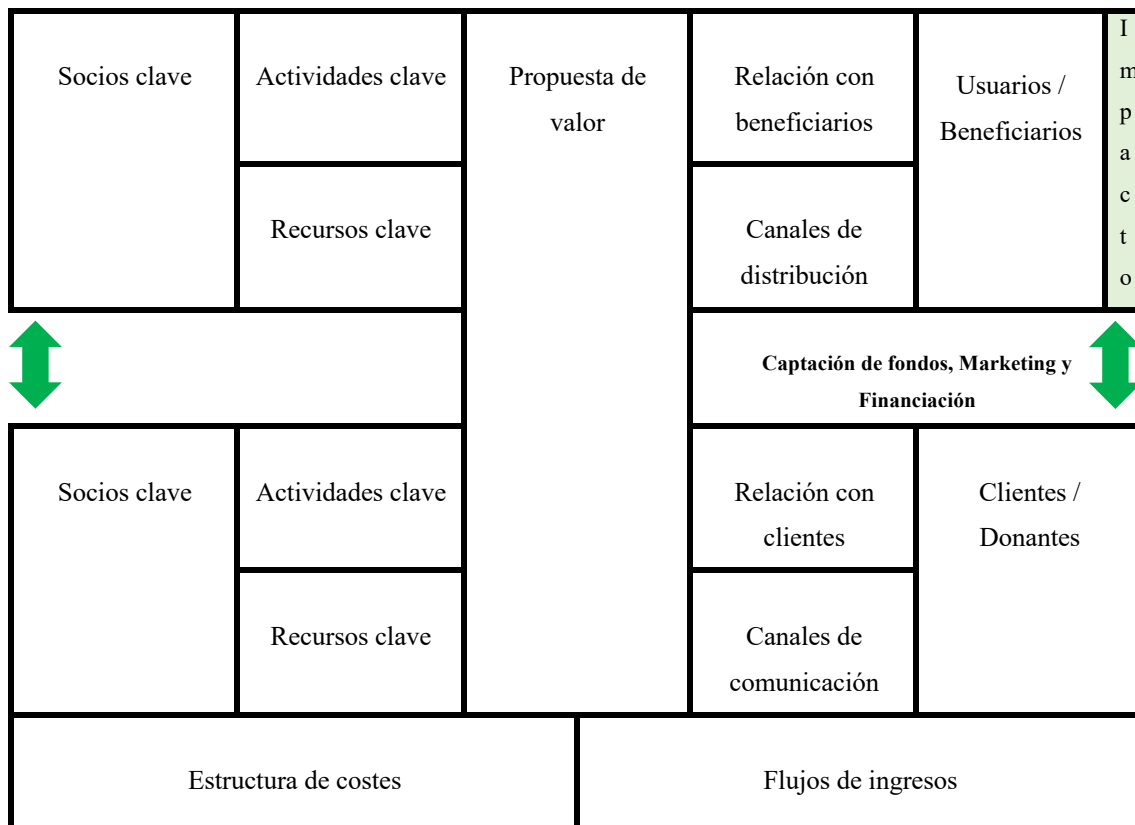 Socios clave
Actividades clave
Recursos clave
Propuesta de
valor
Relación con
beneficiarios
Canales de
distribución
Usuarios /
Beneficiarios
I
m
p
a
c
t
o
Captación de fondos, Marketing y
Financiación
Socios clave
Actividades clave
Recursos clave
Relación con
clientes
Canales de
comunicación
Clientes /
Donantes
Estructura de costes
Flujos de ingresos